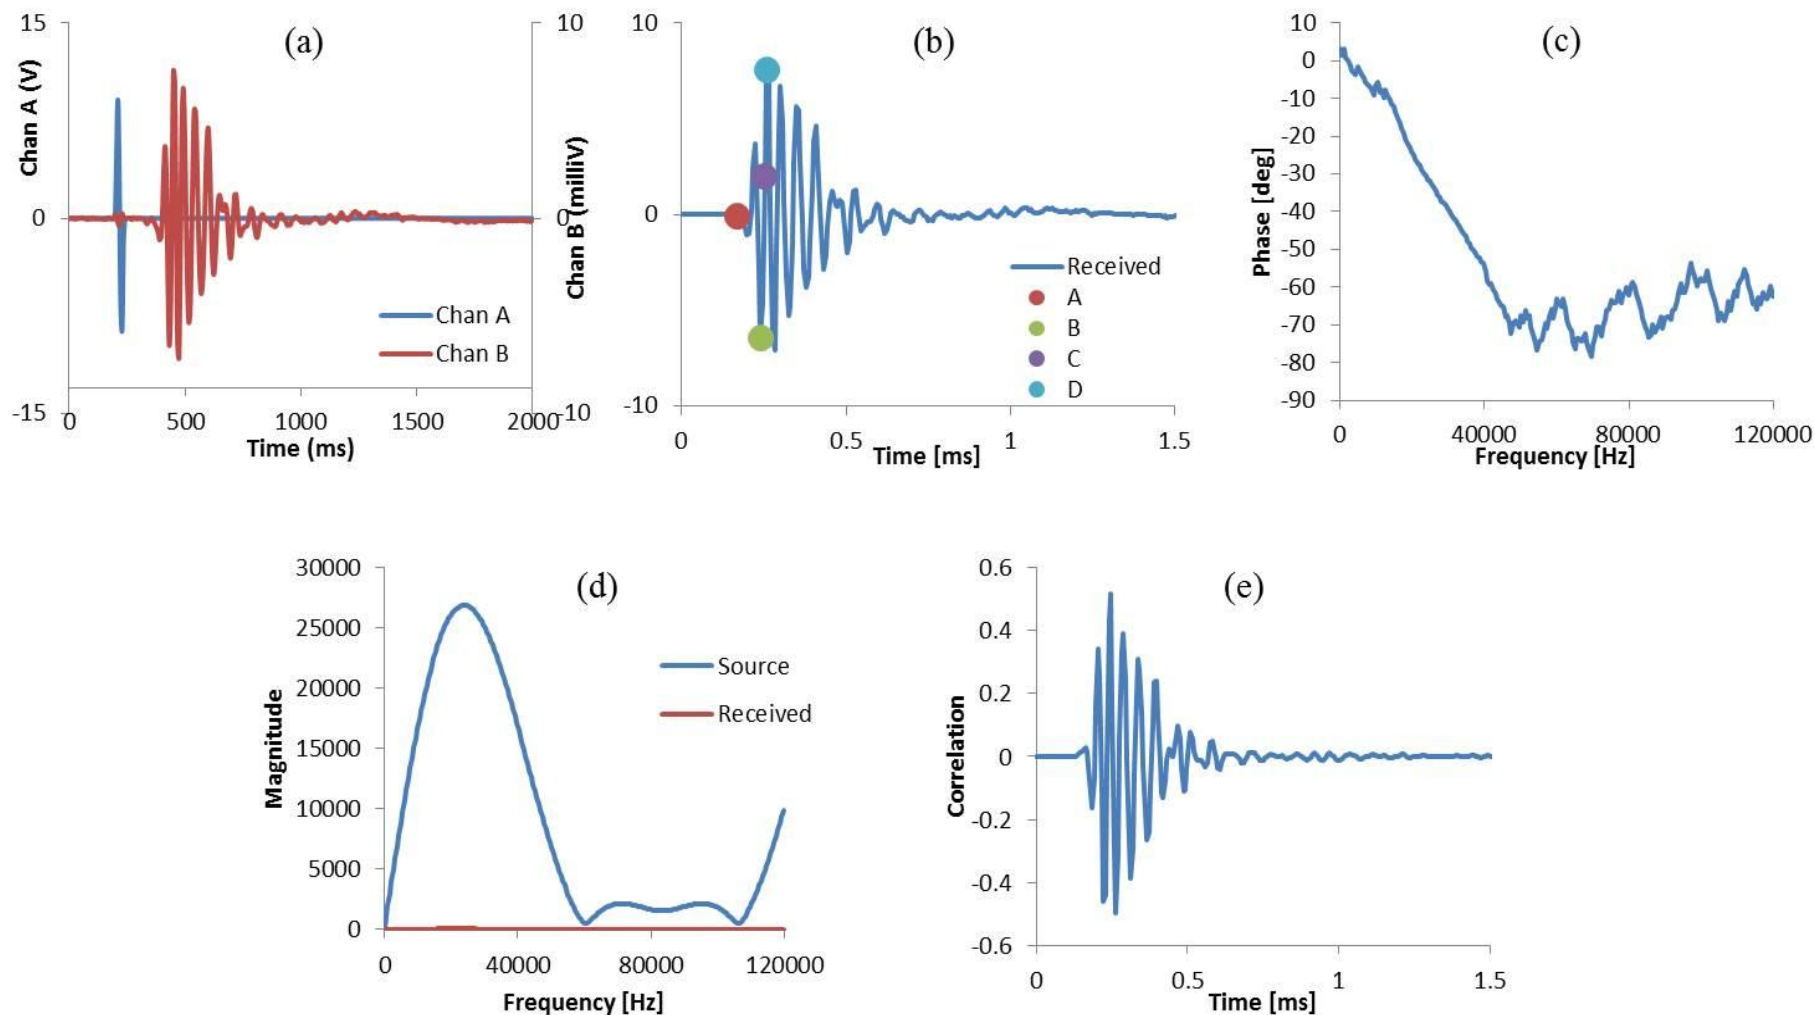 (a)
15
0
-15
Chan A (V)
10
0
-10
Chan B (milliV)
Chan A
Chan B
0 500 1000 1500 2000
Time (ms)
(b)
10
0
-10
Received
A
B
C
D
0 0.5 1 1.5
Time [ms]
(c)
10
0
-10
-20
-30
-40
-50
-60
-70
-80
-90
Phase [deg]
0 40000 80000 120000
Frequency [Hz]
(d)
30000
25000
20000
15000
10000
5000
0
Magnitude
Source
Received
0 40000 80000 120000
Frequency [Hz]
(e)
0.6
0.4
0.2
0
-0.2
-0.4
-0.6
Correlation
0 0.5 1 1.5
Time [ms]